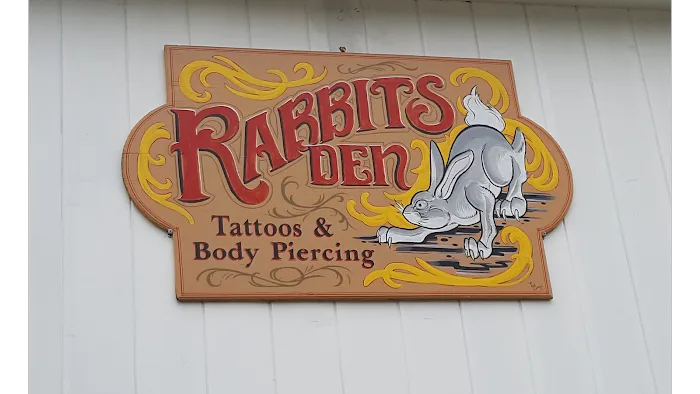 RABBITS
DEN
Tattoos &
Body Piercing